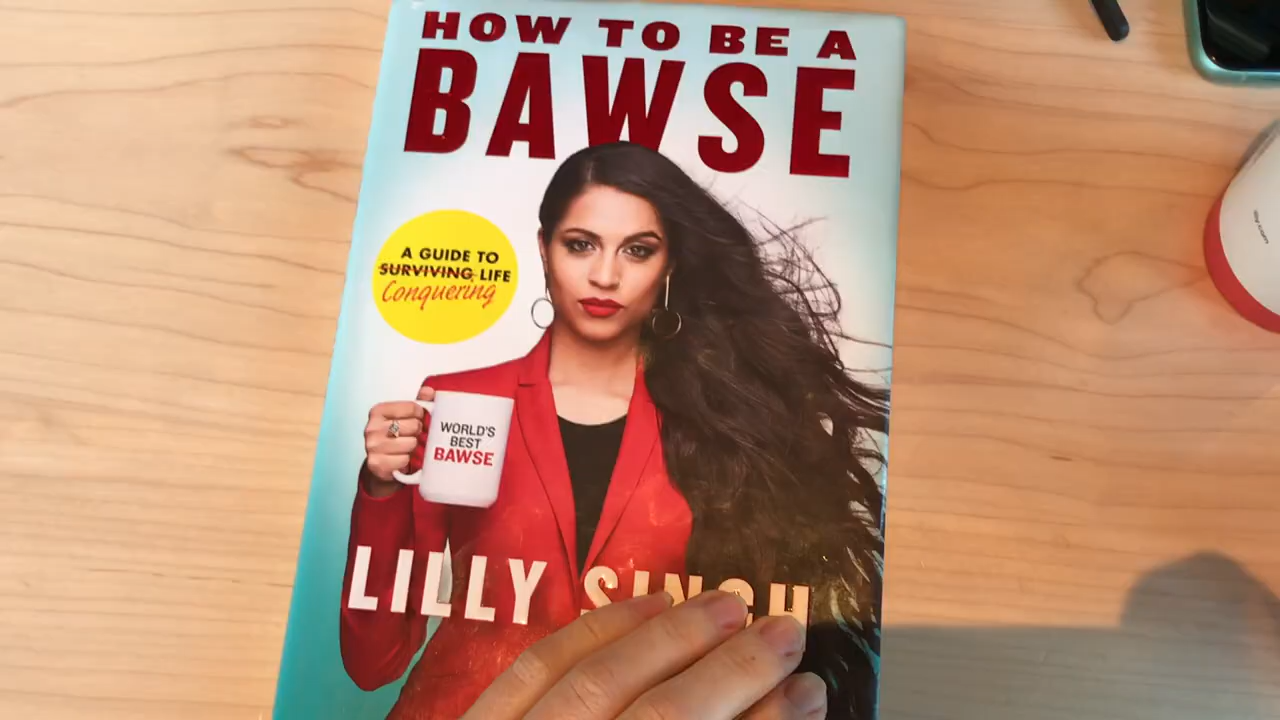 HOW TO BE A
BAWSE
A GUIDE TO
SURVIVING LIFE
Conquering
WORLD'S
BEST
BAWSE
LILLY SINGH